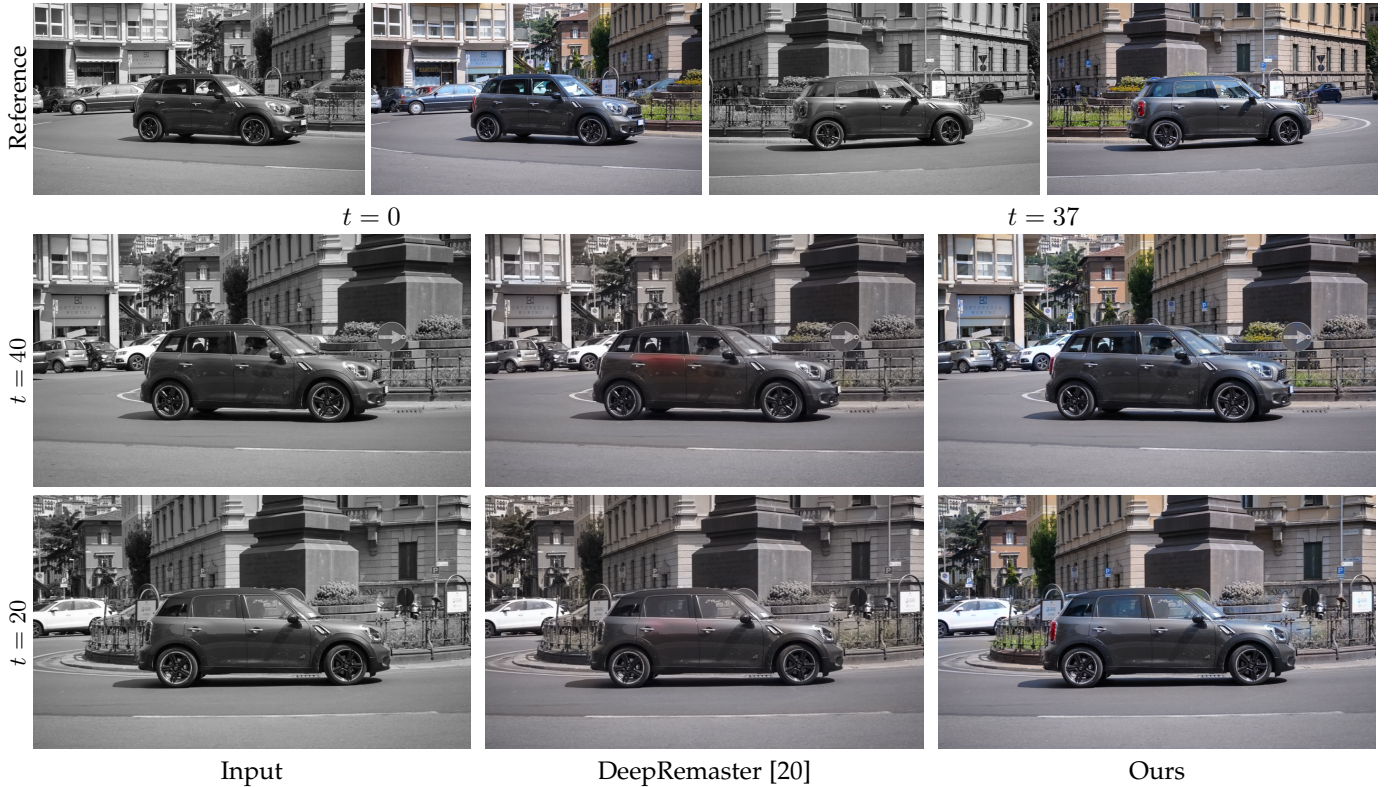 Reference
t = 0
t = 37
t = 40
t = 20
Input
DeepRemaster [20]
Ours